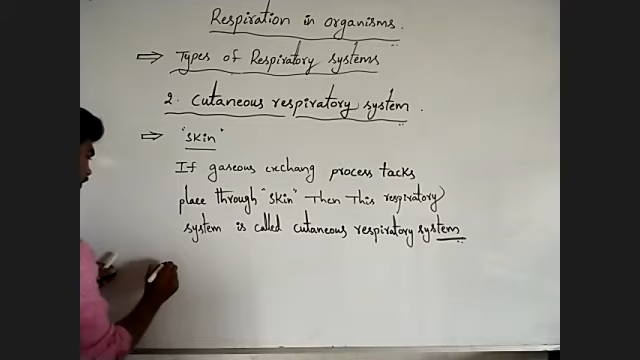 Respiration in organisms.
⇒ Types of Respiratory systems
2. Cutaneous respiratory system.
⇒ "skin"
If gaseous exchang process tacks
place through "skin" Then This respiratory
system is called cutaneous respiratory system